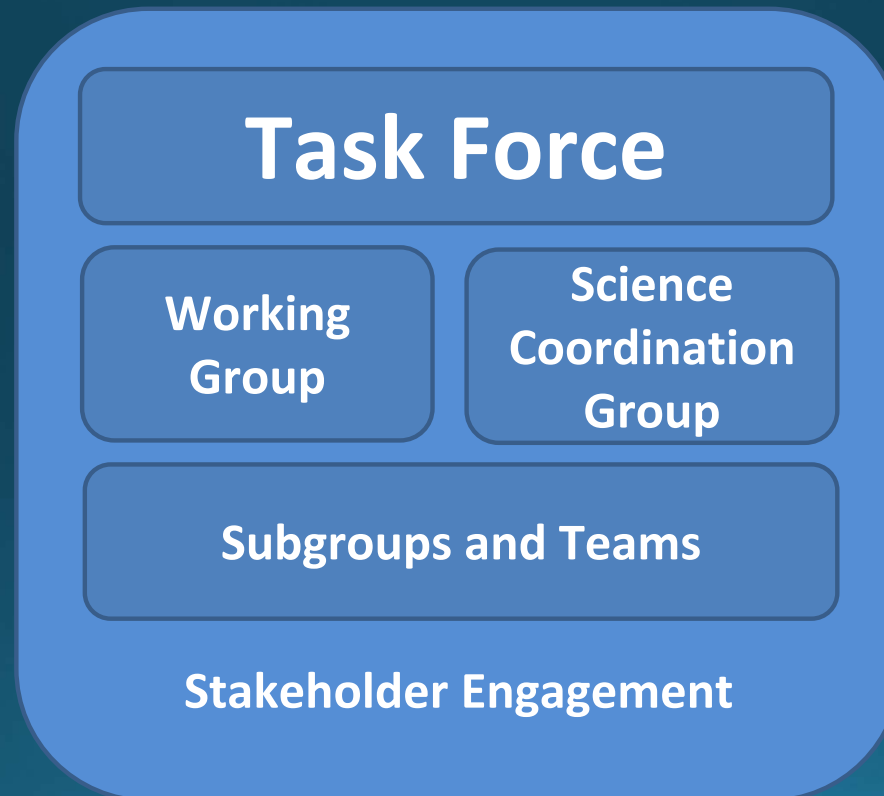 Task Force
Working
Group
Science
Coordination
Group
Subgroups and Teams
Stakeholder Engagement